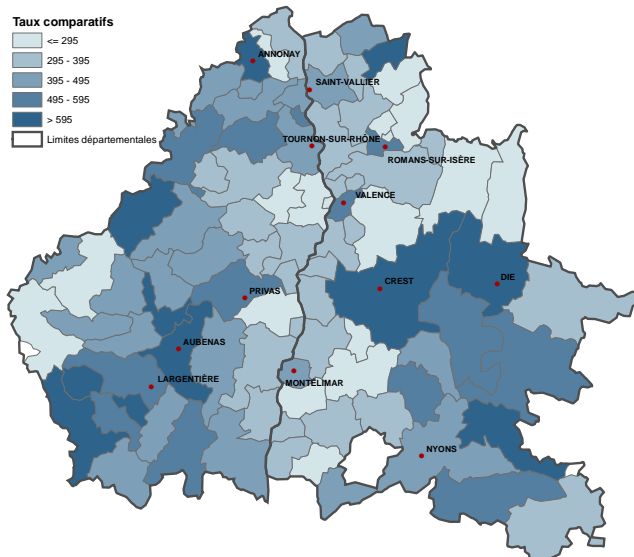 Taux comparatifs
<= 295
295 - 395
395 - 495
495 - 595
> 595
Limites départementales
ANNONAY
SAINT-VALLIER
TOURNON-SUR-RHÔNE
ROMANS-SUR-ISÈRE
VALENCE
DIE
CREST
PRIVAS
AUBENAS
LARGENTIÈRE
MONTÉLIMAR
NYONS